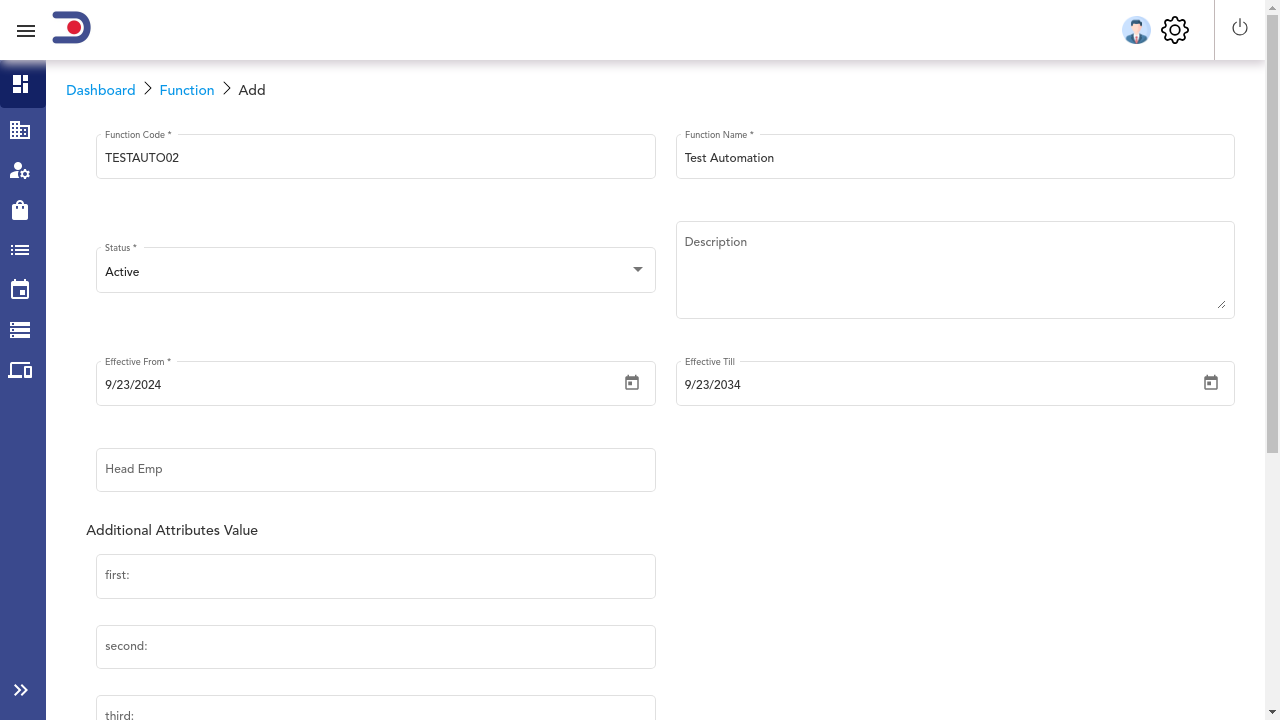 Dashboard Function Add
Function Code *
TESTAUTO02
Function Name *
Test Automation
Status *
Active
Description
Effective From *
9/23/2024
Effective Till
9/23/2034
Head Emp
Additional Attributes Value
first:
second:
third: